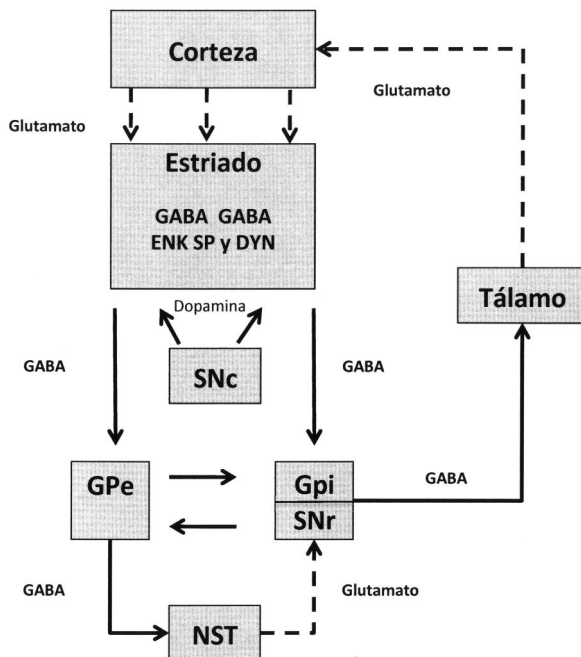 Corteza
Glutamato
Glutamato
Estriado
GABA GABA
ENK SP y DYN
Tálamo
Dopamina
GABA
SNc
GABA
GPe
Gpi
SNr
GABA
GABA
NST
Glutamato